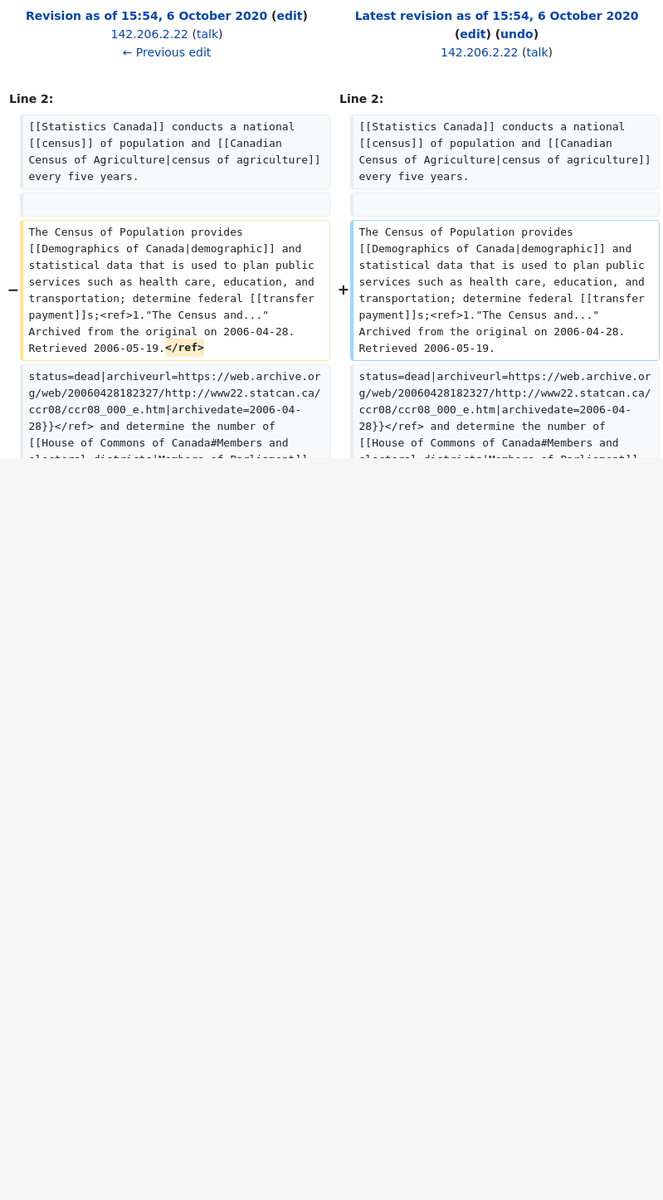 Revision as of 15:54, 6 October 2020 (edit)
142.206.2.22 (talk)
← Previous edit
Latest revision as of 15:54, 6 October 2020
(edit) (undo)
142.206.2.22 (talk)
Line 2:
Line 2:
[[Statistics Canada]] conducts a national
[[census]] of population and [[Canadian
Census of Agriculture|census of agriculture]]
every five years.
[[Statistics Canada]] conducts a national
[[census]] of population and [[Canadian
Census of Agriculture|census of agriculture]]
every five years.
−
The Census of Population provides
[[Demographics of Canada|demographic]] and
statistical data that is used to plan public
services such as health care, education, and
transportation; determine federal [[transfer
payment]]s;<ref>1."The Census and..."
Archived from the original on 2006-04-28.
Retrieved 2006-05-19.</ref>
+
The Census of Population provides
[[Demographics of Canada|demographic]] and
statistical data that is used to plan public
services such as health care, education, and
transportation; determine federal [[transfer
payment]]s;<ref>1."The Census and..."
Archived from the original on 2006-04-28.
Retrieved 2006-05-19.
status=dead|archiveurl=https://web.archive.or
g/web/20060428182327/http://www22.statcan.ca/
ccr08/ccr08_000_e.htm|archivedate=2006-04-
28}}</ref> and determine the number of
[[House of Commons of Canada#Members and
electoral districts|Members of Parliament]]
status=dead|archiveurl=https://web.archive.or
g/web/20060428182327/http://www22.statcan.ca/
ccr08/ccr08_000_e.htm|archivedate=2006-04-
28}}</ref> and determine the number of
[[House of Commons of Canada#Members and
electoral districts|Members of Parliament]]